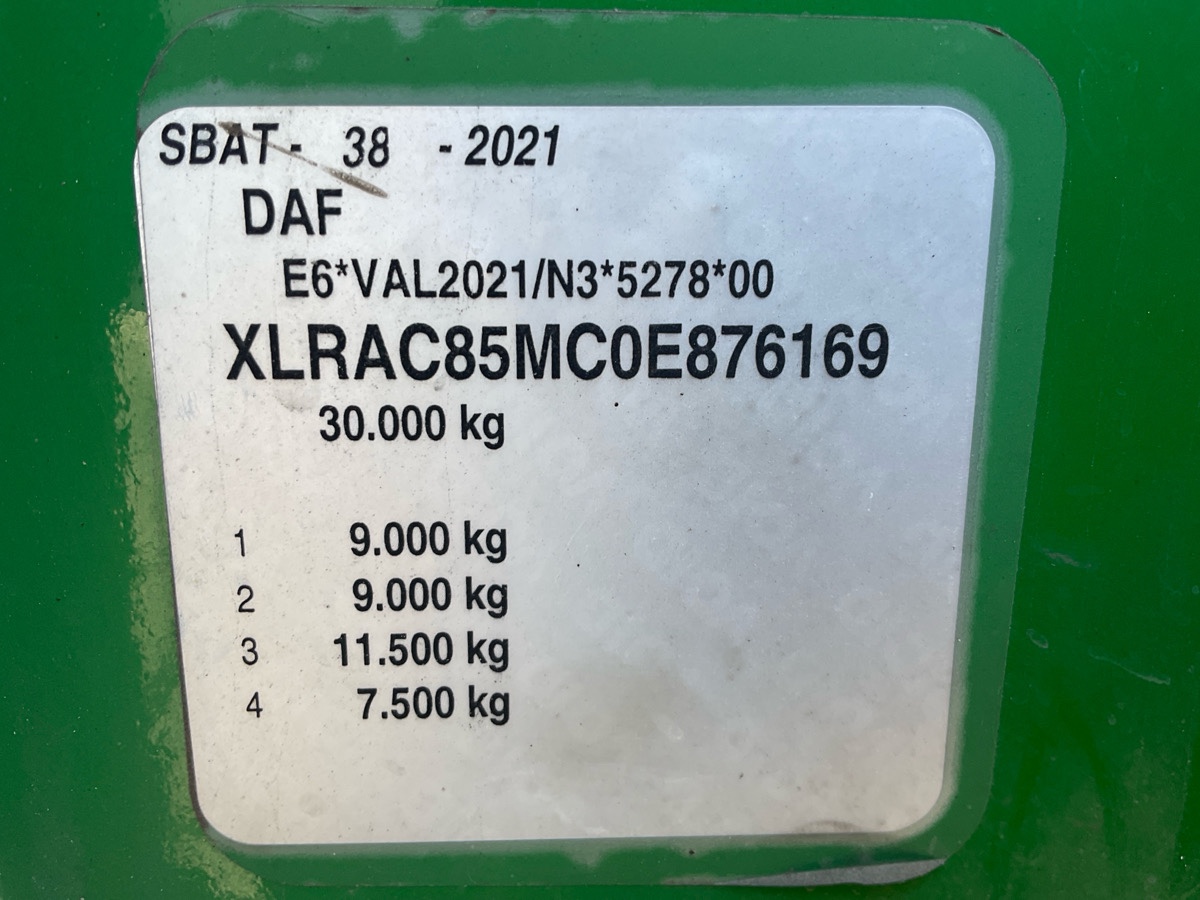 SBAT- 38 - 2021
DAF
E6*VAL2021/N3*5278*00
XLRAC85MC0E876169
30.000 kg
1 9.000 kg
2 9.000 kg
3 11.500 kg
4 7.500 kg